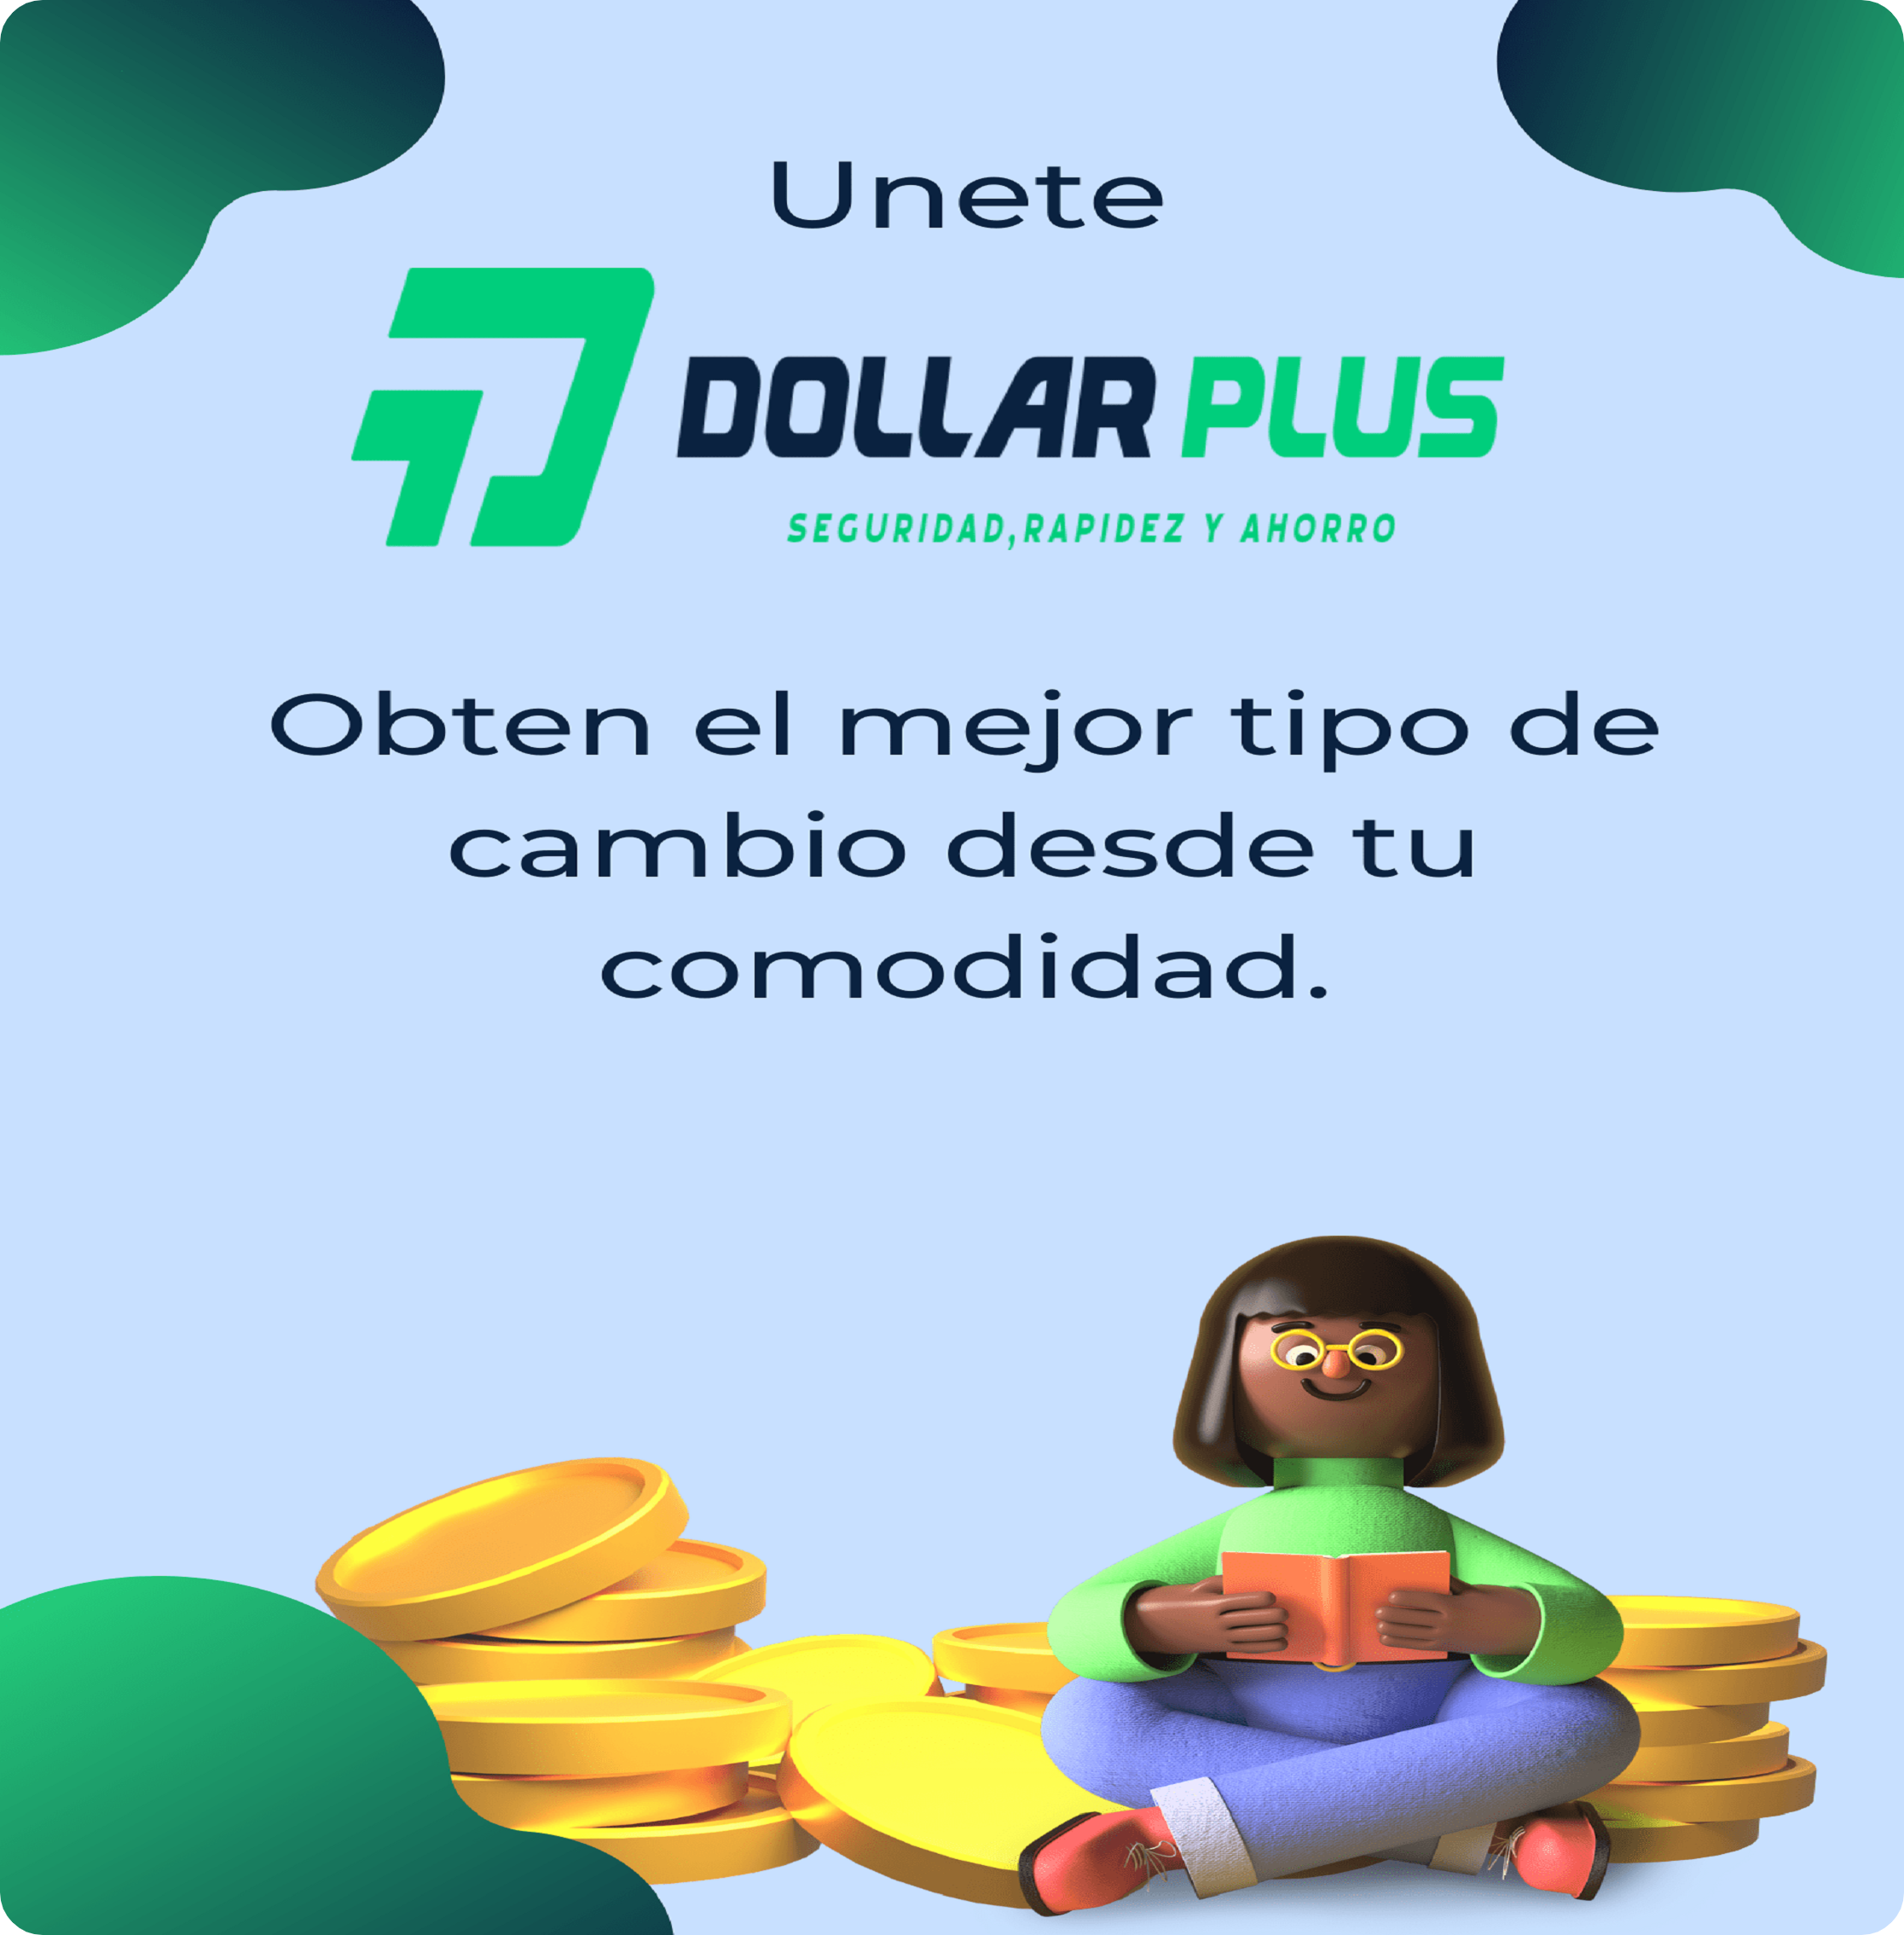 Unete
DOLLAR PLUS
SEGURIDAD,RAPIDEZ Y AHORRO
Obten el mejor tipo de
cambio desde tu
comodidad.